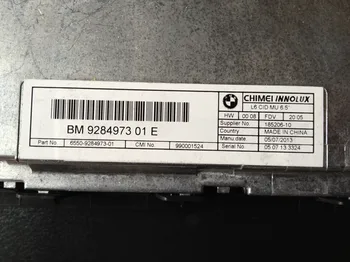 CHIMEI INNOLUX
L6 CID MU 6.5"
HW 00 08 FDV 20 05
Supplier No 185206-10
Country MADE IN CHINA
Date 05/07/2013
Serial No 05 07 13 3324
BM 9284973 01 E
Part No 6550-9284973-01 CMI No 990001524